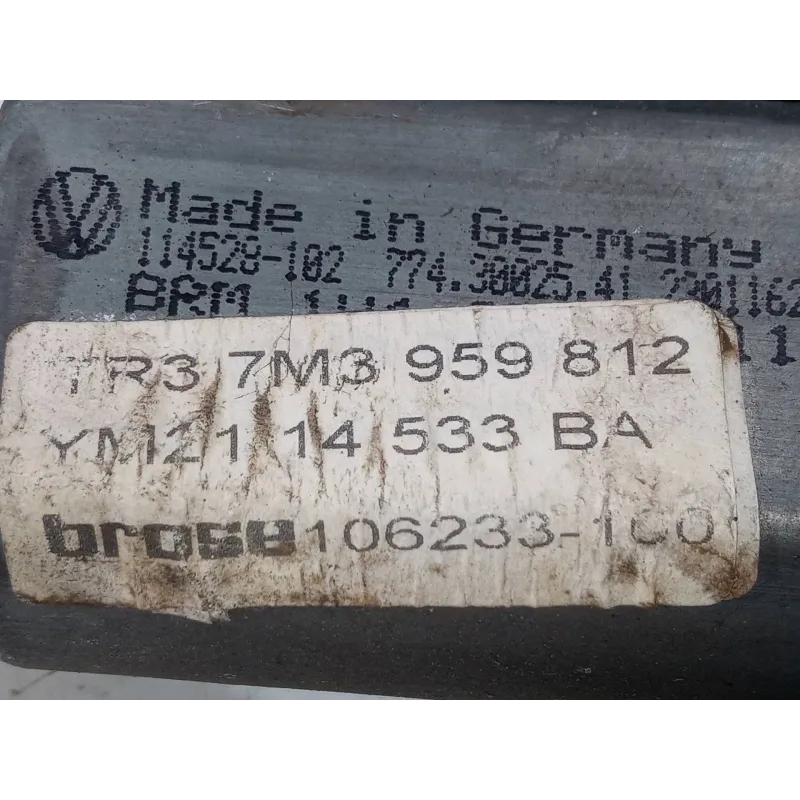 Made in Germany
114528-102 774.30025.41 2301162
TR3 7M3 959 812
YM21 14 533 BA
brose 106233-100